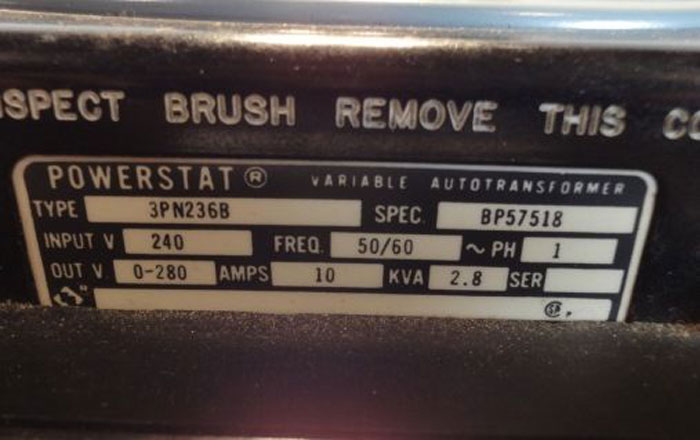 BRUSH REMOVE THIS
POWERSTAT® VARIABLE AUTOTRANSFORMER
TYPE 3PN236B SPEC. BP57518
INPUT V 240 FREQ. 50/60 ~ PH 1
OUT V. 0-280 AMPS 10 KVA 2.8 SER